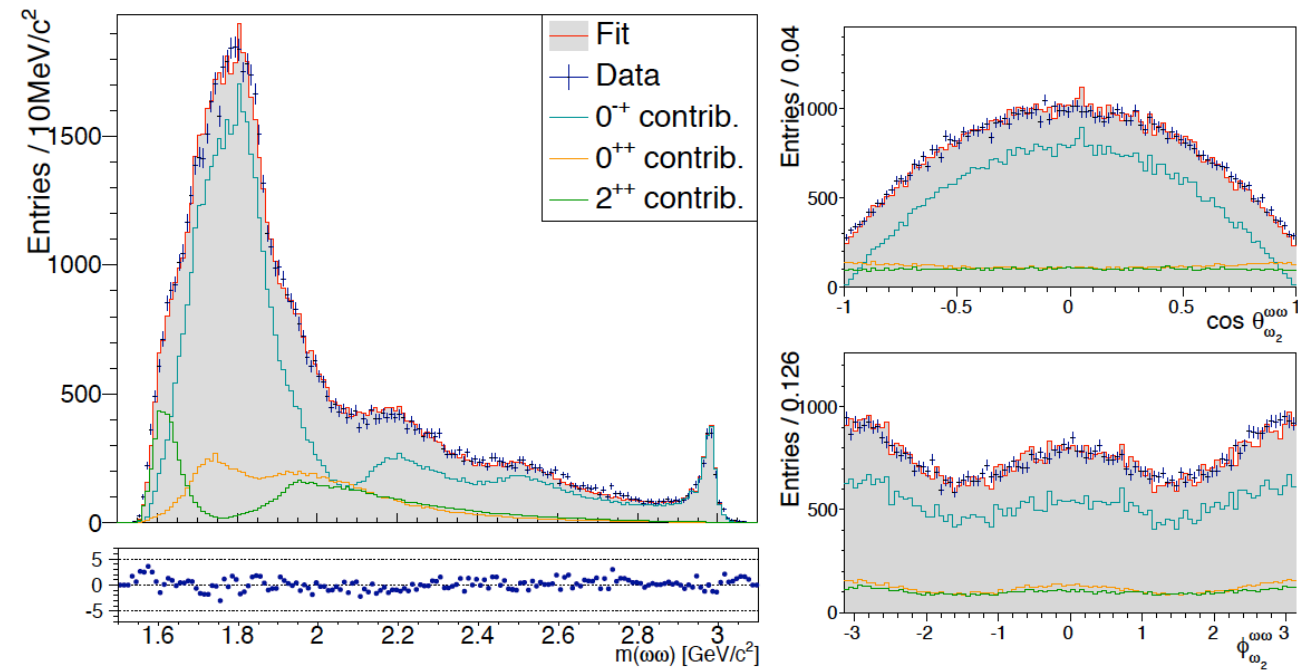 Entries / 10MeV/c²
1500
1000
500
0
Fit
Data
0⁻⁺ contrib.
0⁺⁺ contrib.
2⁺⁺ contrib.
5
0
-5
1.6 1.8 2 2.2 2.4 2.6 2.8 3
m(ωω) [GeV/c²]
Entries / 0.04
1000
500
0
-1 -0.5 0 0.5 1
cos θ^ωω_ω₂
Entries / 0.126
1000
500
0
-3 -2 -1 0 1 2 3
ϕ^ωω_ω₂